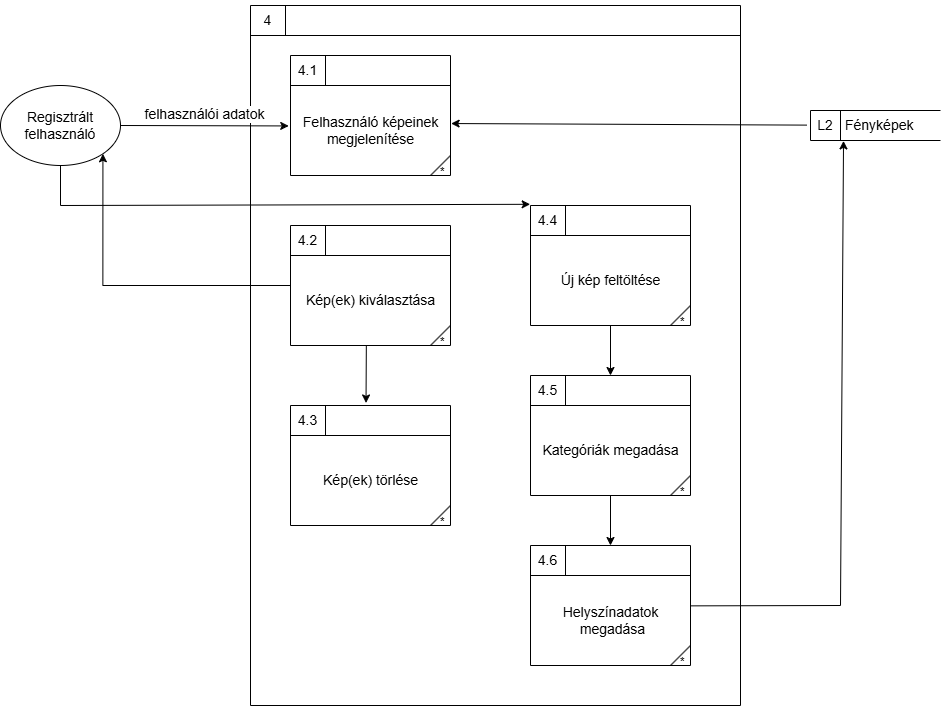 4
4.1
Felhasználó képeinek
megjelenítése
*
Regisztrált
felhasználó
felhasználói adatok
L2
Fényképek
4.2
Kép(ek) kiválasztása
*
4.3
Kép(ek) törlése
*
4.4
Új kép feltöltése
*
4.5
Kategóriák megadása
*
4.6
Helyszínadatok
megadása
*